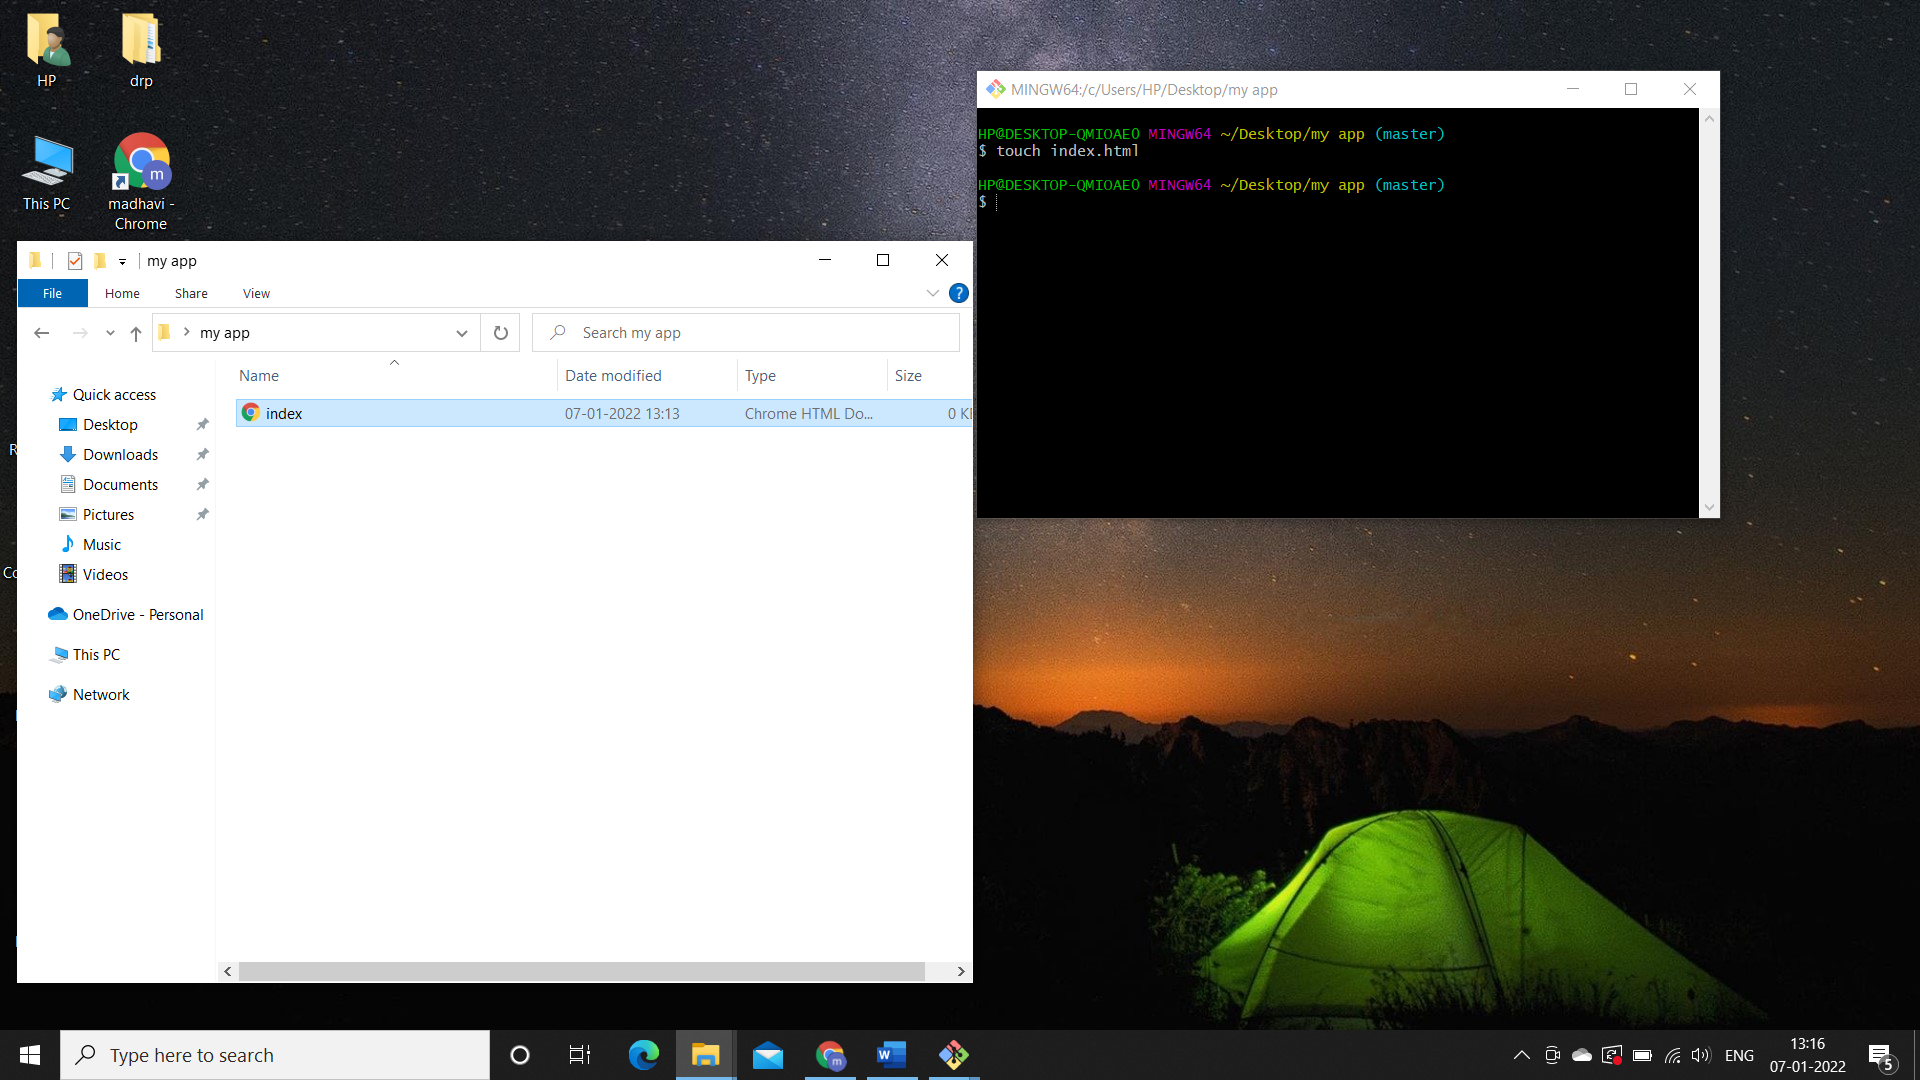 HP
drp
This PC
madhavi -
Chrome
m
my app
File
Home
Share
View
?
my app
Search my app
Name
Date modified
Type
Size
Quick access
Desktop
Downloads
Documents
Pictures
Music
Videos
OneDrive - Personal
This PC
Network
index
07-01-2022 13:13
Chrome HTML Do...
0 K
MINGW64:/c/Users/HP/Desktop/my app
HP@DESKTOP-QMIOAEO MINGW64 ~/Desktop/my app (master)
$ touch index.html
HP@DESKTOP-QMIOAEO MINGW64 ~/Desktop/my app (master)
$
Type here to search
m
W
ENG
13:16
07-01-2022
5